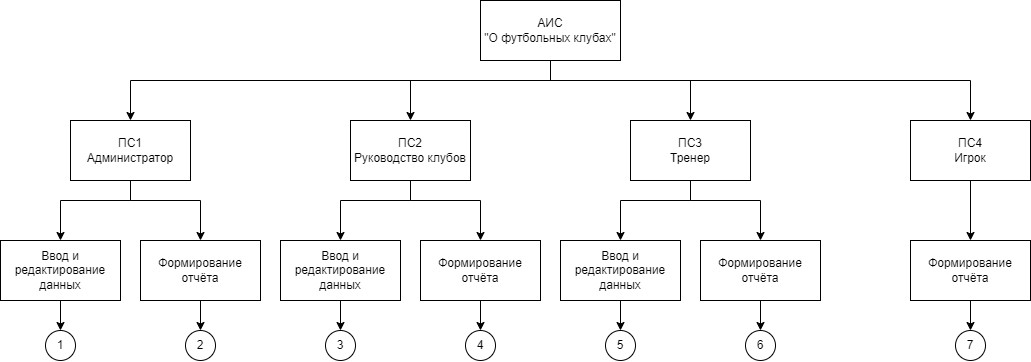 АИС
"О футбольных клубах"
ПС1
Администратор
ПС2
Руководство клубов
ПС3
Тренер
ПС4
Игрок
Ввод и
редактирование
данных
Формирование
отчёта
Ввод и
редактирование
данных
Формирование
отчёта
Ввод и
редактирование
данных
Формирование
отчёта
Формирование
отчёта
1
2
3
4
5
6
7